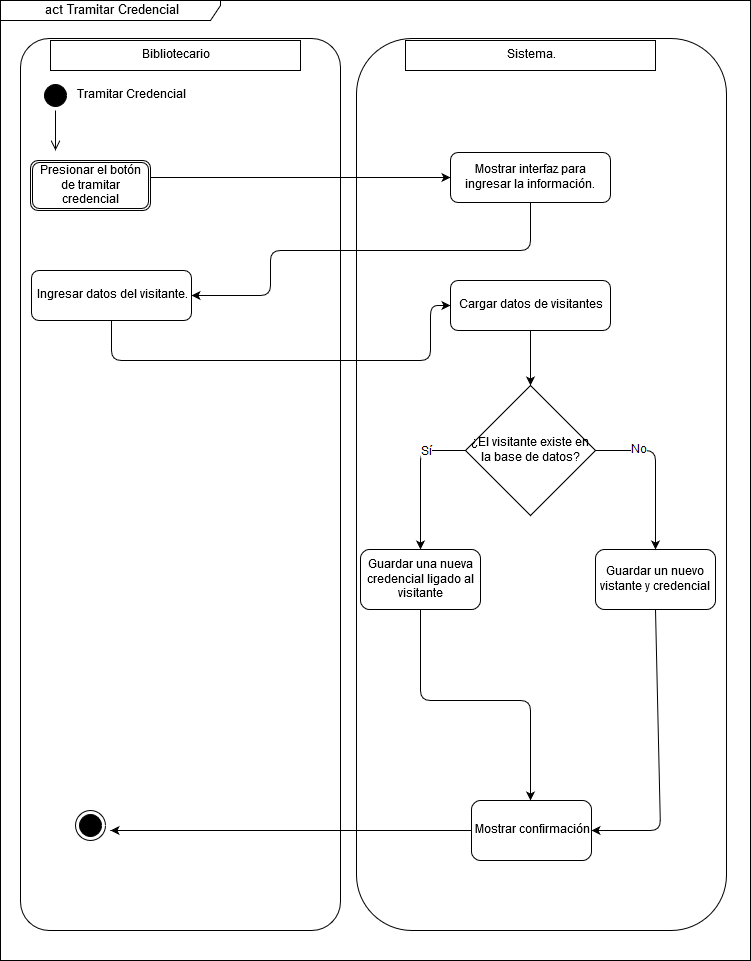 act Tramitar Credencial
Bibliotecario
Sistema.
Tramitar Credencial
Presionar el botón
de tramitar
credencial
Mostrar interfaz para
ingresar la información.
Ingresar datos del visitante.
Cargar datos de visitantes
¿El visitante existe en
la base de datos?
Sí
No
Guardar una nueva
credencial ligado al
visitante
Guardar un nuevo
vistante y credencial
Mostrar confirmación